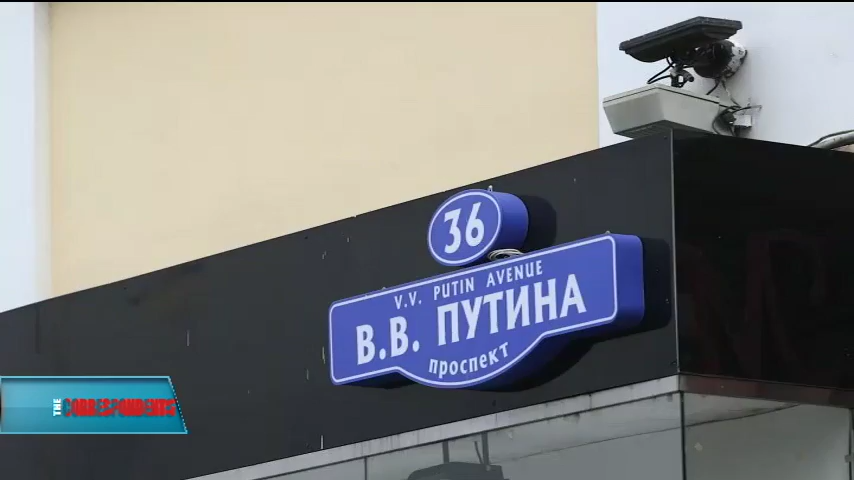 36
V.V. PUTIN AVENUE
В.В. ПУТИНА
проспект
THE CORRESPONDENTS